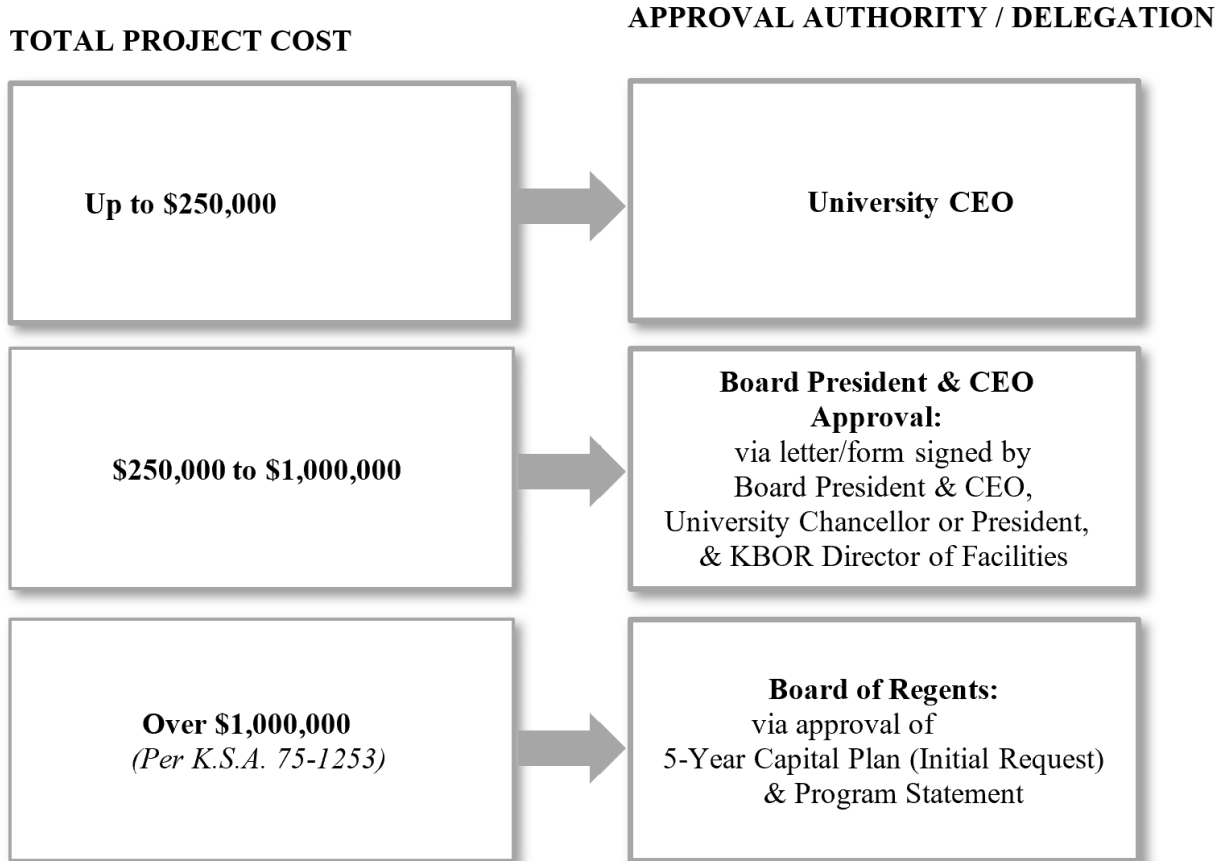 TOTAL PROJECT COST
APPROVAL AUTHORITY / DELEGATION
Up to $250,000
University CEO
$250,000 to $1,000,000
Board President & CEO
Approval:
via letter/form signed by
Board President & CEO,
University Chancellor or President,
& KBOR Director of Facilities
Over $1,000,000
(Per K.S.A. 75-1253)
Board of Regents:
via approval of
5-Year Capital Plan (Initial Request)
& Program Statement